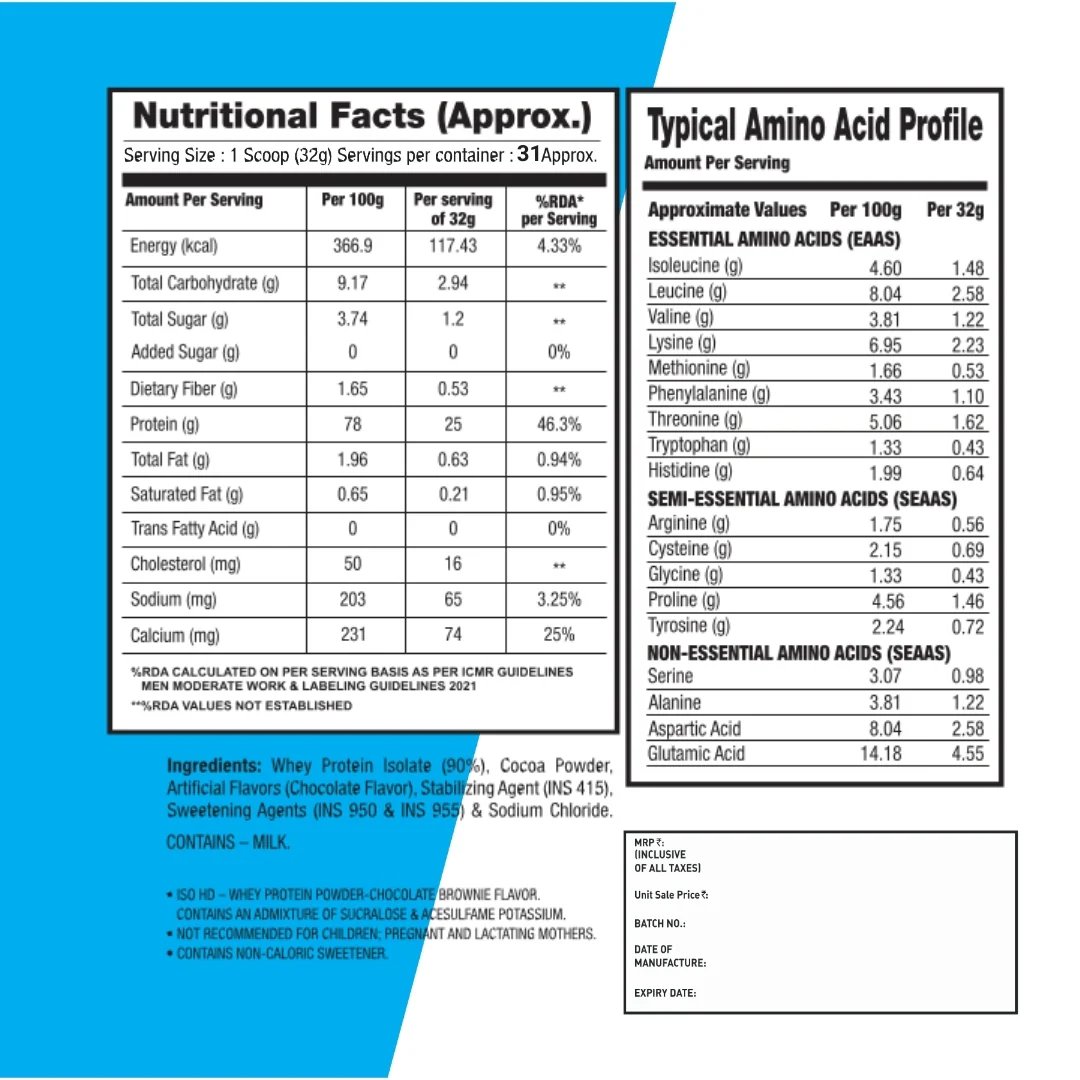 Nutritional Facts (Approx.)
Serving Size : 1 Scoop (32g) Servings per container : 31Approx.
Amount Per Serving Per 100g Per serving of 32g %RDA* per Serving
Energy (kcal) 366.9 117.43 4.33%
Total Carbohydrate (g) 9.17 2.94 **
Total Sugar (g) 3.74 1.2 **
Added Sugar (g) 0 0 0%
Dietary Fiber (g) 1.65 0.53 **
Protein (g) 78 25 46.3%
Total Fat (g) 1.96 0.63 0.94%
Saturated Fat (g) 0.65 0.21 0.95%
Trans Fatty Acid (g) 0 0 0%
Cholesterol (mg) 50 16 **
Sodium (mg) 203 65 3.25%
Calcium (mg) 231 74 25%
%RDA CALCULATED ON PER SERVING BASIS AS PER ICMR GUIDELINES
MEN MODERATE WORK & LABELING GUIDELINES 2021
**%RDA VALUES NOT ESTABLISHED
Typical Amino Acid Profile
Amount Per Serving
Approximate Values Per 100g Per 32g
ESSENTIAL AMINO ACIDS (EAAS)
Isoleucine (g) 4.60 1.48
Leucine (g) 8.04 2.58
Valine (g) 3.81 1.22
Lysine (g) 6.95 2.23
Methionine (g) 1.66 0.53
Phenylalanine (g) 3.43 1.10
Threonine (g) 5.06 1.62
Tryptophan (g) 1.33 0.43
Histidine (g) 1.99 0.64
SEMI-ESSENTIAL AMINO ACIDS (SEAAS)
Arginine (g) 1.75 0.56
Cysteine (g) 2.15 0.69
Glycine (g) 1.33 0.43
Proline (g) 4.56 1.46
Tyrosine (g) 2.24 0.72
NON-ESSENTIAL AMINO ACIDS (SEAAS)
Serine 3.07 0.98
Alanine 3.81 1.22
Aspartic Acid 8.04 2.58
Glutamic Acid 14.18 4.55
Ingredients: Whey Protein Isolate (90%), Cocoa Powder,
Artificial Flavors (Chocolate Flavor), Stabilizing Agent (INS 415),
Sweetening Agents (INS 950 & INS 955) & Sodium Chloride.
CONTAINS – MILK.
• ISO HD – WHEY PROTEIN POWDER-CHOCOLATE BROWNIE FLAVOR.
CONTAINS AN ADMIXTURE OF SUCRALOSE & ACESULFAME POTASSIUM.
• NOT RECOMMENDED FOR CHILDREN; PREGNANT AND LACTATING MOTHERS.
• CONTAINS NON-CALORIC SWEETENER.
MRP ₹:
(INCLUSIVE
OF ALL TAXES)
Unit Sale Price₹:
BATCH NO.:
DATE OF
MANUFACTURE:
EXPIRY DATE: